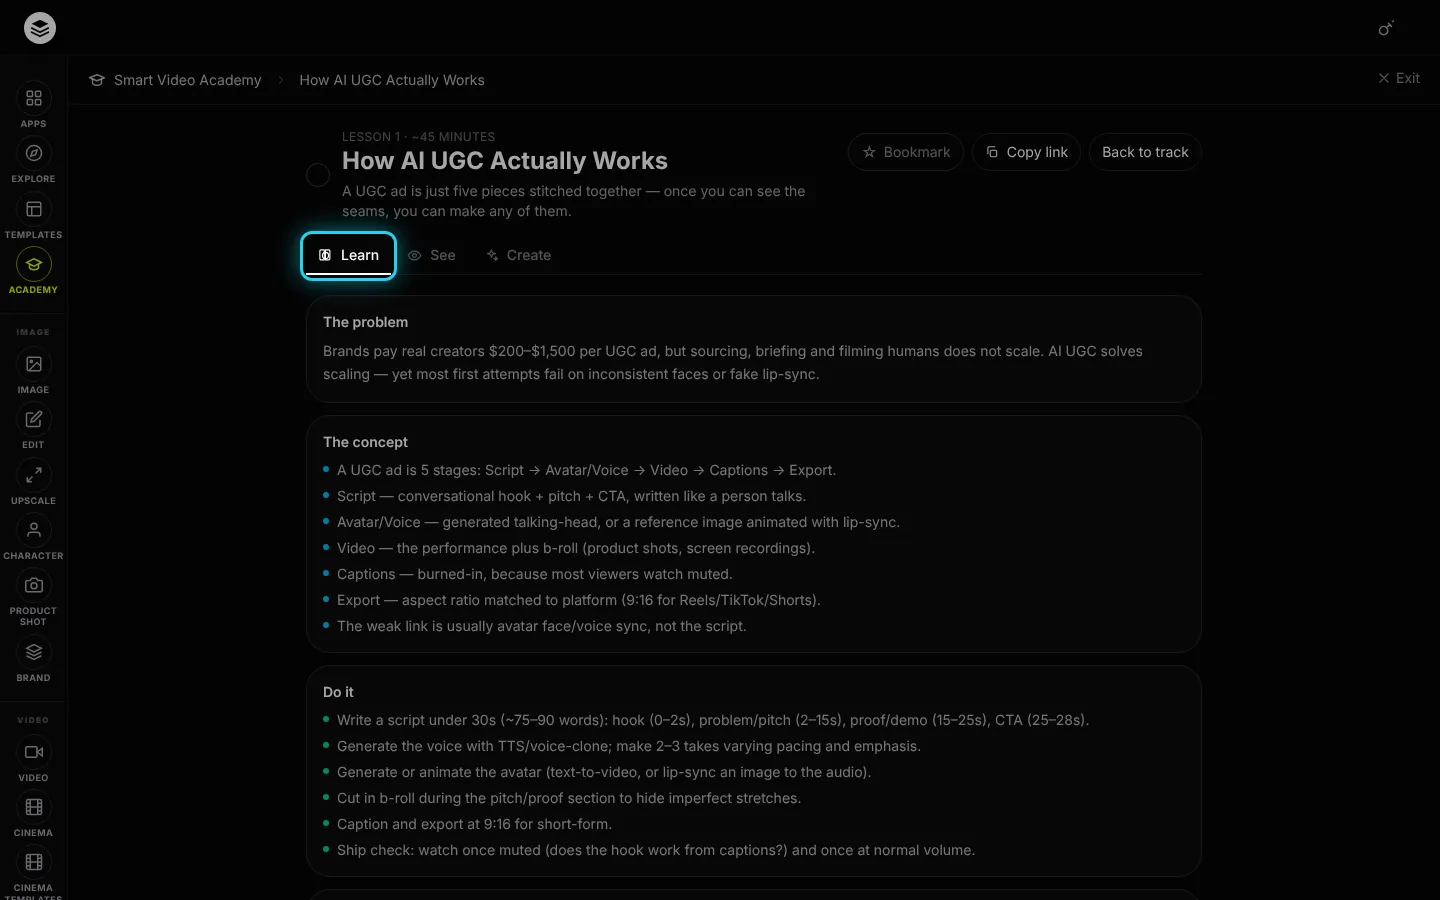 Smart Video Academy
How AI UGC Actually Works
Exit
APPS
EXPLORE
TEMPLATES
ACADEMY
IMAGE
IMAGE
EDIT
UPSCALE
CHARACTER
PRODUCT
SHOT
BRAND
VIDEO
VIDEO
CINEMA
CINEMA
TEMPLATES
LESSON 1 · ~45 MINUTES
How AI UGC Actually Works
A UGC ad is just five pieces stitched together — once you can see the
seams, you can make any of them.
Bookmark
Copy link
Back to track
Learn
See
Create
The problem
Brands pay real creators $200–$1,500 per UGC ad, but sourcing, briefing and filming humans does not scale. AI UGC solves
scaling — yet most first attempts fail on inconsistent faces or fake lip-sync.
The concept
A UGC ad is 5 stages: Script → Avatar/Voice → Video → Captions → Export.
Script — conversational hook + pitch + CTA, written like a person talks.
Avatar/Voice — generated talking-head, or a reference image animated with lip-sync.
Video — the performance plus b-roll (product shots, screen recordings).
Captions — burned-in, because most viewers watch muted.
Export — aspect ratio matched to platform (9:16 for Reels/TikTok/Shorts).
The weak link is usually avatar face/voice sync, not the script.
Do it
Write a script under 30s (~75–90 words): hook (0–2s), problem/pitch (2–15s), proof/demo (15–25s), CTA (25–28s).
Generate the voice with TTS/voice-clone; make 2–3 takes varying pacing and emphasis.
Generate or animate the avatar (text-to-video, or lip-sync an image to the audio).
Cut in b-roll during the pitch/proof section to hide imperfect stretches.
Caption and export at 9:16 for short-form.
Ship check: watch once muted (does the hook work from captions?) and once at normal volume.